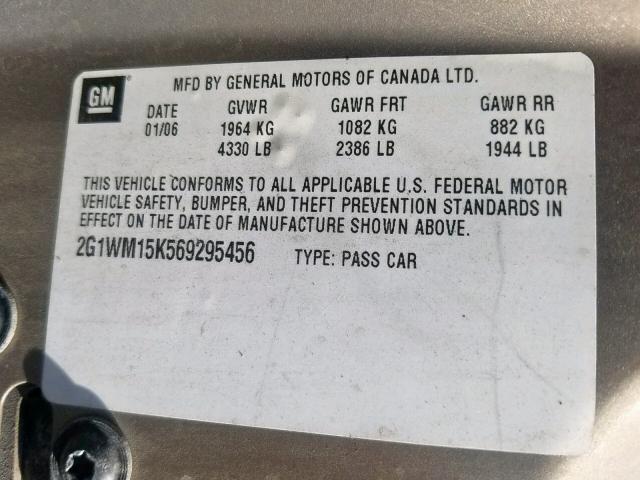 GM
MFD BY GENERAL MOTORS OF CANADA LTD.
DATE GVWR GAWR FRT GAWR RR
01/06 1964 KG 1082 KG 882 KG
4330 LB 2386 LB 1944 LB
THIS VEHICLE CONFORMS TO ALL APPLICABLE U.S. FEDERAL MOTOR
VEHICLE SAFETY, BUMPER, AND THEFT PREVENTION STANDARDS IN
EFFECT ON THE DATE OF MANUFACTURE SHOWN ABOVE.
2G1WM15K569295456 TYPE: PASS CAR